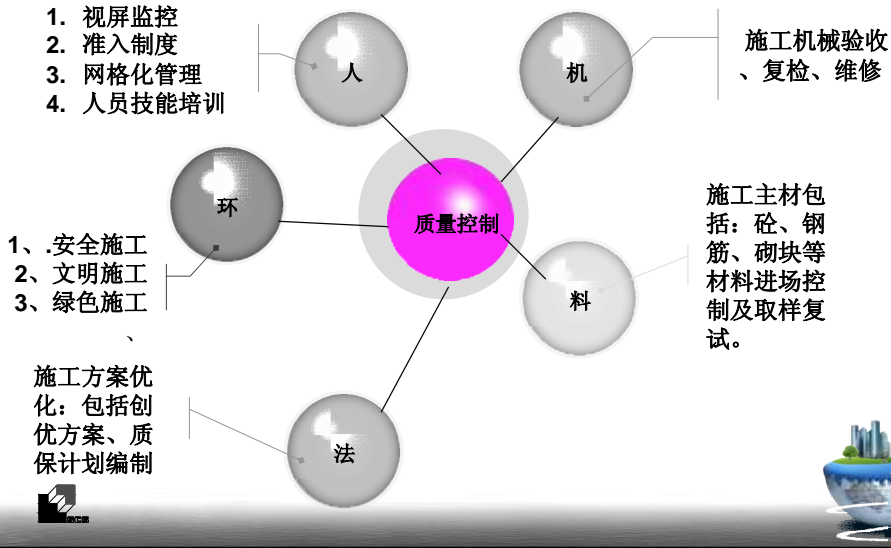 1. 视屏监控
2. 准入制度
3. 网格化管理
4. 人员技能培训
人
机
施工机械验收
、复检、维修
环
质量控制
1、.安全施工
2、文明施工
3、绿色施工
、
料
施工主材包
括：砼、钢
筋、砌块等
材料进场控
制及取样复
试。
施工方案优
化：包括创
优方案、质
保计划编制
法